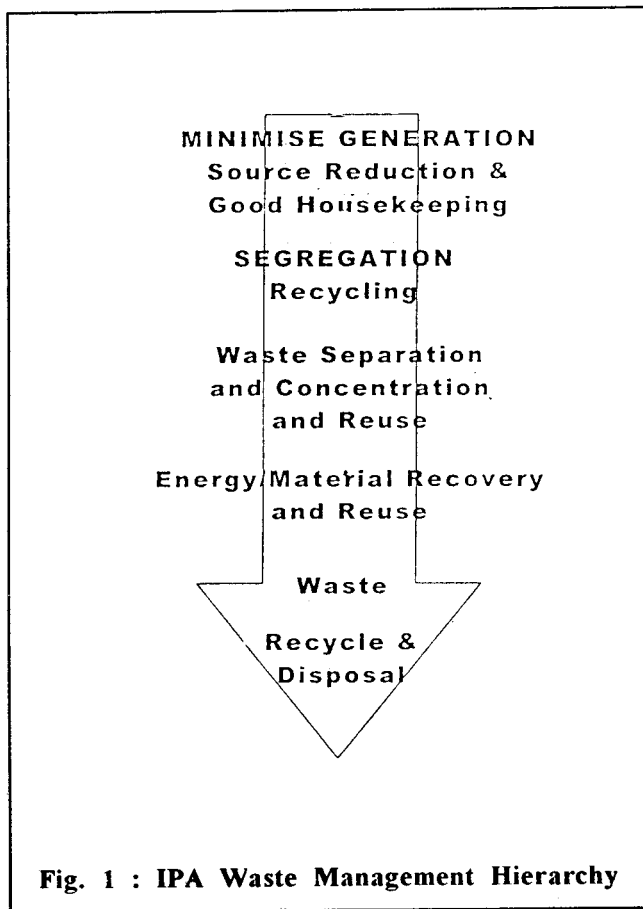 MINIMISE GENERATION
Source Reduction &
Good Housekeeping
SEGREGATION
Recycling
Waste Separation
and Concentration
and Reuse
Energy/Material Recovery
and Reuse
Waste
Recycle &
Disposal
Fig. 1 : IPA Waste Management Hierarchy